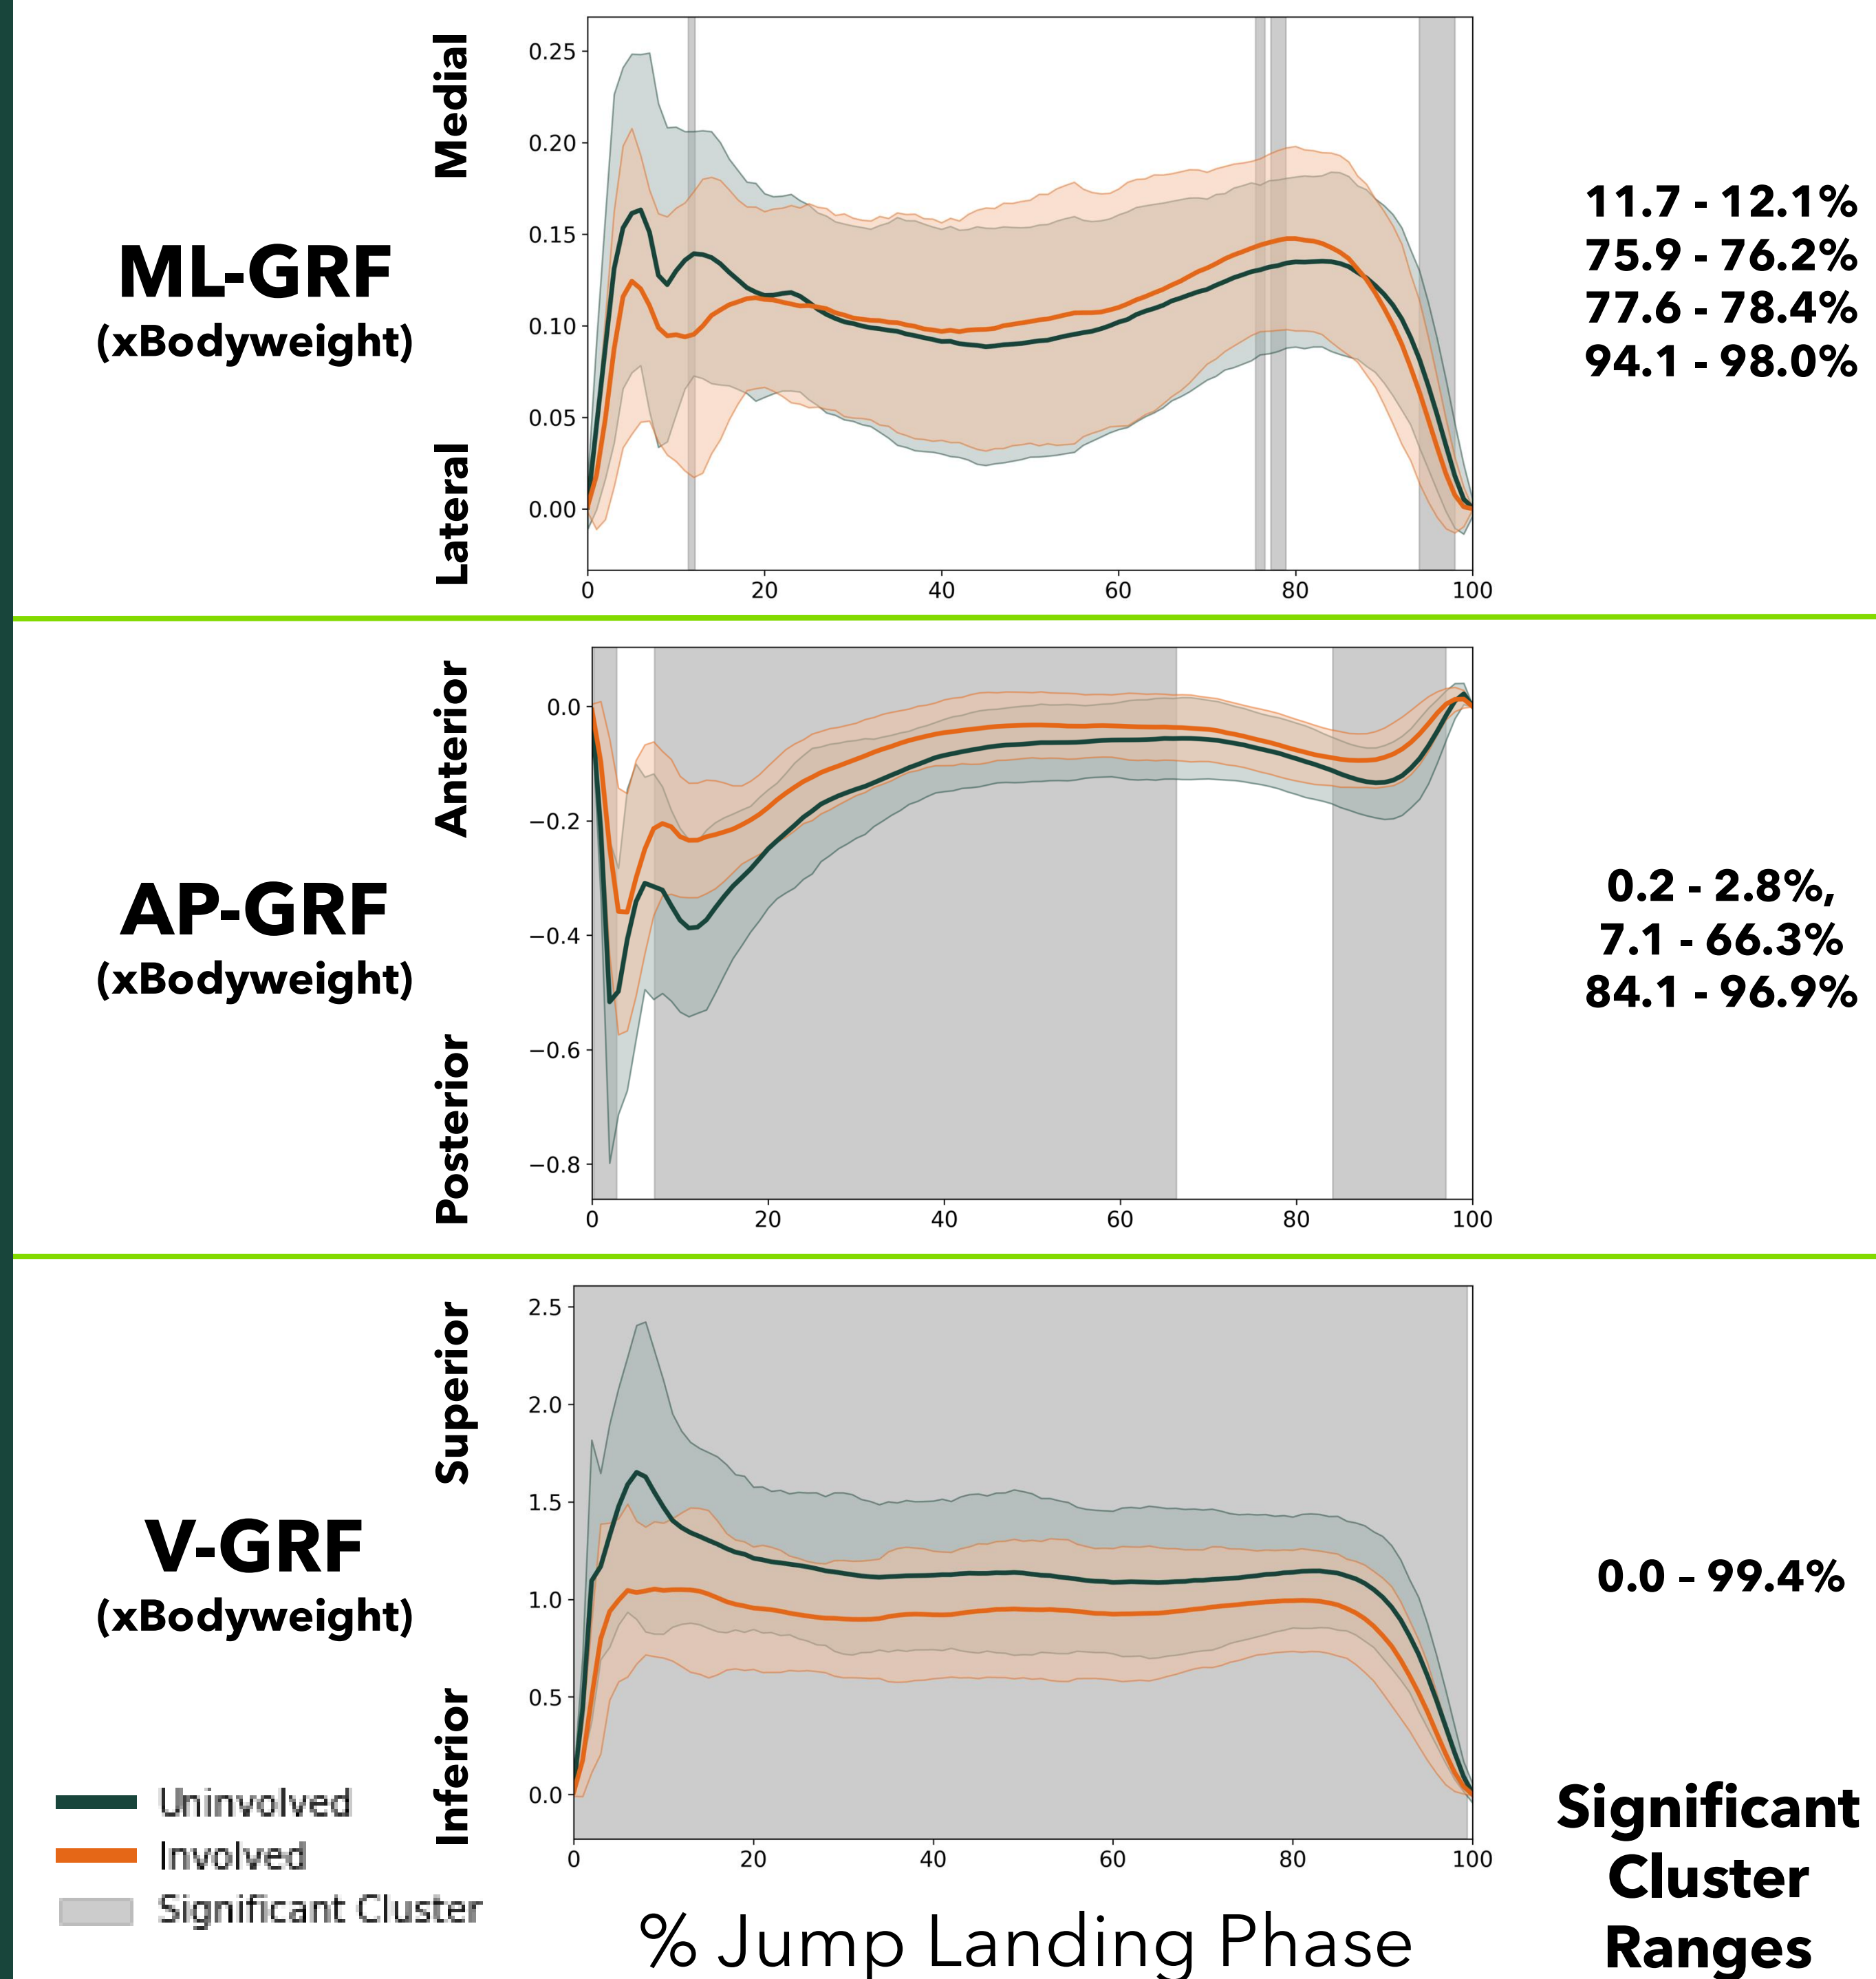 Medial
Lateral
ML-GRF
(xBodyweight)
0.25
0.20
0.15
0.10
0.05
0.00
0 20 40 60 80 100
11.7 - 12.1%
75.9 - 76.2%
77.6 - 78.4%
94.1 - 98.0%
Anterior
Posterior
AP-GRF
(xBodyweight)
0.0
−0.2
−0.4
−0.6
−0.8
0 20 40 60 80 100
0.2 - 2.8%,
7.1 - 66.3%
84.1 - 96.9%
Superior
Inferior
V-GRF
(xBodyweight)
2.5
2.0
1.5
1.0
0.5
0.0
0 20 40 60 80 100
0.0 - 99.4%
Uninvolved
Involved
Significant Cluster
% Jump Landing Phase
Significant
Cluster
Ranges